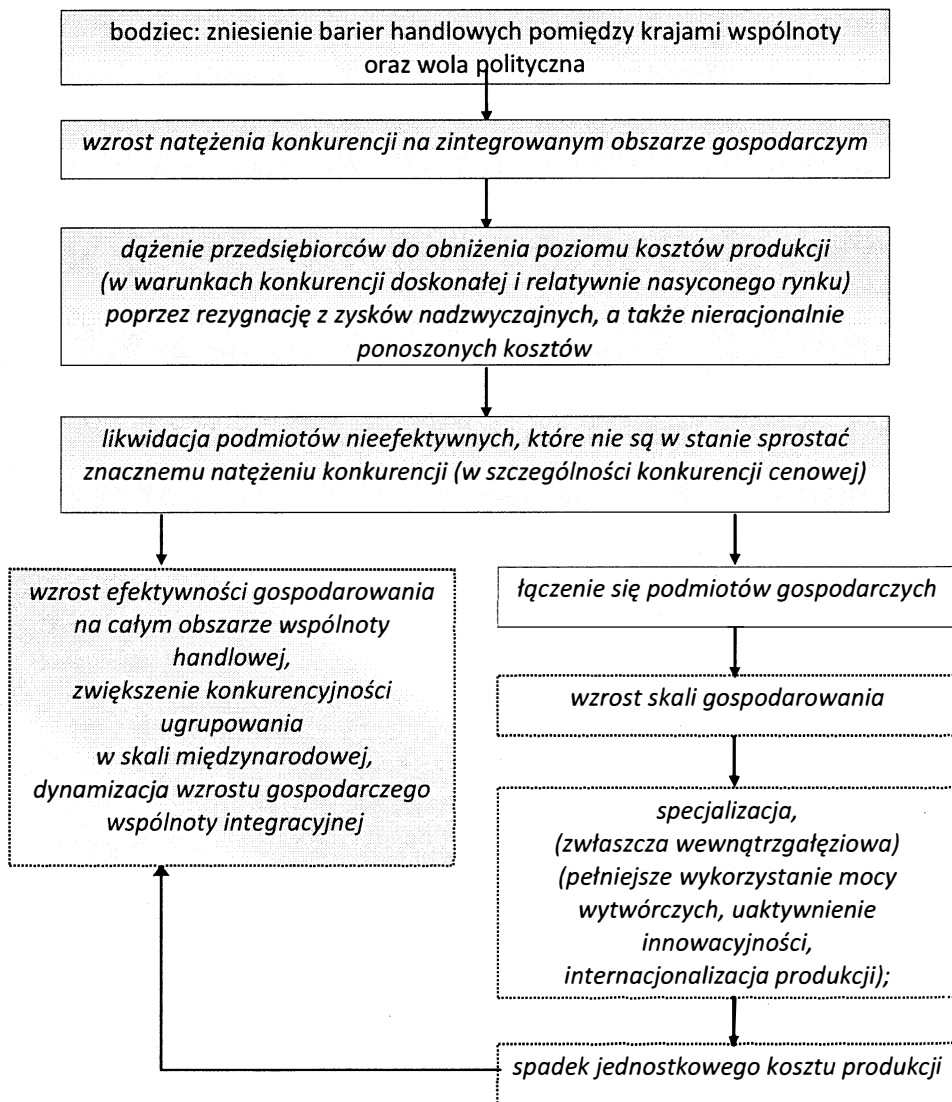 bodziec: zniesienie barier handlowych pomiędzy krajami wspólnoty
oraz wola polityczna
wzrost natężenia konkurencji na zintegrowanym obszarze gospodarczym
dążenie przedsiębiorców do obniżenia poziomu kosztów produkcji
(w warunkach konkurencji doskonałej i relatywnie nasyconego rynku)
poprzez rezygnację z zysków nadzwyczajnych, a także nieracjonalnie
ponoszonych kosztów
likwidacja podmiotów nieefektywnych, które nie są w stanie sprostać
znacznemu natężeniu konkurencji (w szczególności konkurencji cenowej)
wzrost efektywności gospodarowania
na całym obszarze wspólnoty
handlowej,
zwiększenie konkurencyjności
ugrupowania
w skali międzynarodowej,
dynamizacja wzrostu gospodarczego
wspólnoty integracyjnej
łączenie się podmiotów gospodarczych
wzrost skali gospodarowania
specjalizacja,
(zwłaszcza wewnątrzgałęziowa)
(pełniejsze wykorzystanie mocy
wytwórczych, uaktywnienie
innowacyjności,
internacjonalizacja produkcji);
spadek jednostkowego kosztu produkcji